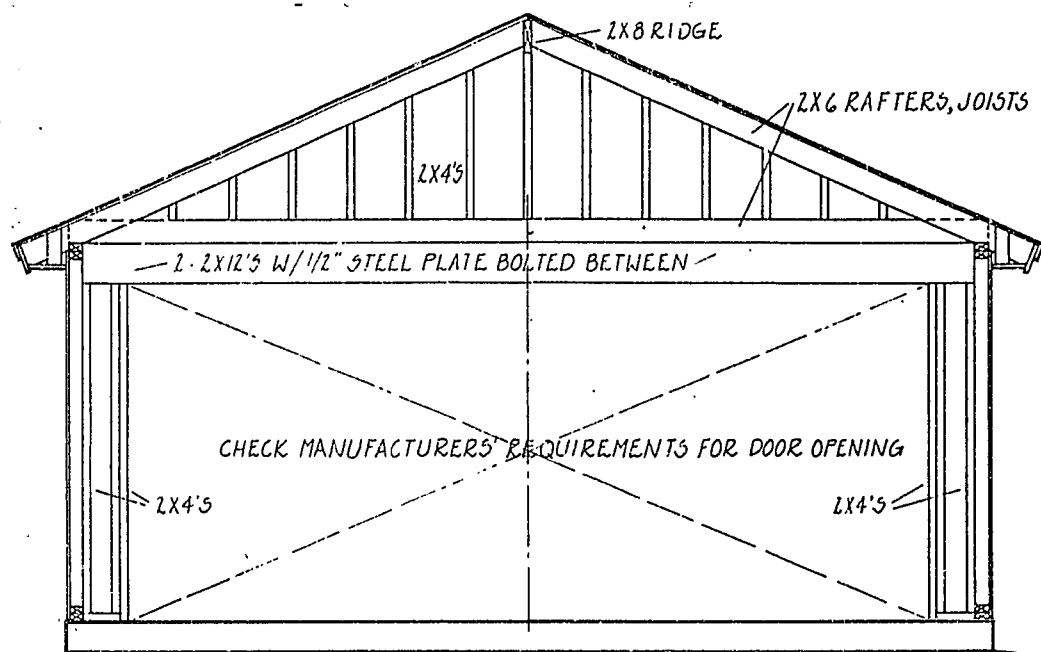 2X8 RIDGE
2X6 RAFTERS, JOISTS
2X4'S
2-2X12'S W/ 1/2" STEEL PLATE BOLTED BETWEEN
CHECK MANUFACTURERS' REQUIREMENTS FOR DOOR OPENING
2X4'S
2X4'S